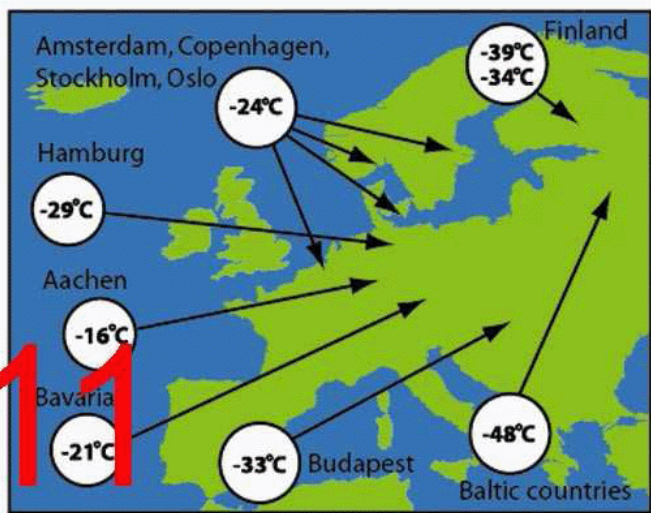 Amsterdam, Copenhagen,
Stockholm, Oslo
-24°C
Finland
-39°C
-34°C
Hamburg
-29°C
Aachen
-16°C
11
Bavaria
-21°C
-33°C
Budapest
-48°C
Baltic countries